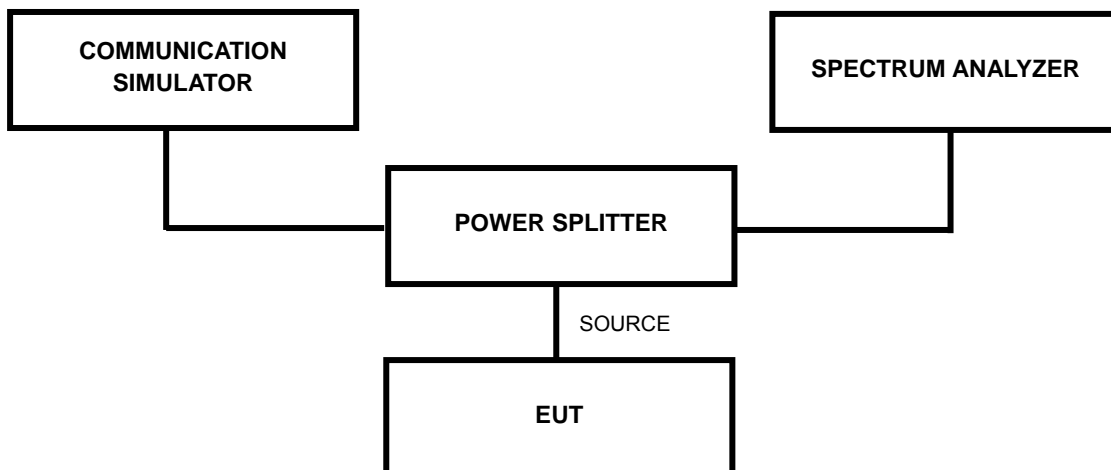 COMMUNICATION
SIMULATOR
SPECTRUM ANALYZER
POWER SPLITTER
SOURCE
EUT